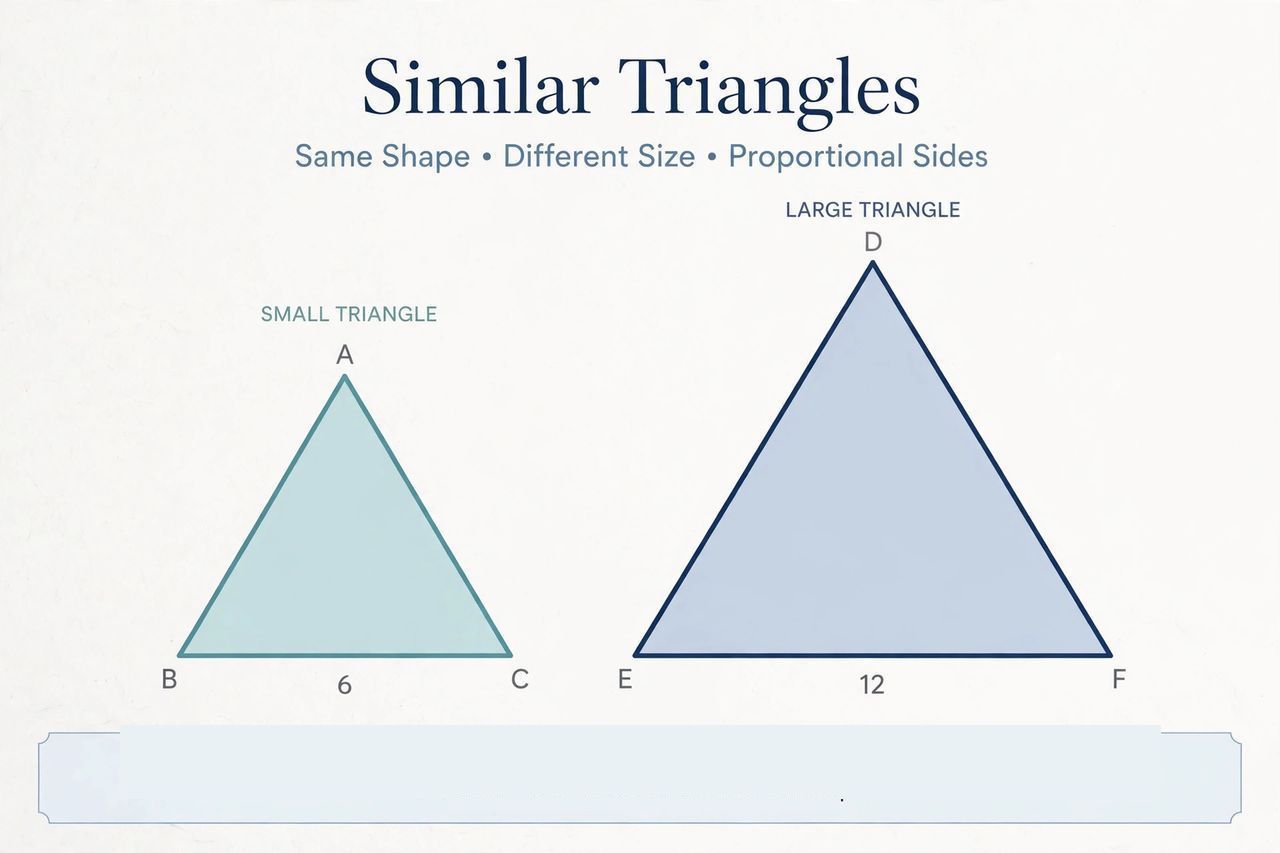 Similar Triangles
Same Shape • Different Size • Proportional Sides
LARGE TRIANGLE
D
SMALL TRIANGLE
A
B
6
C
E
12
F